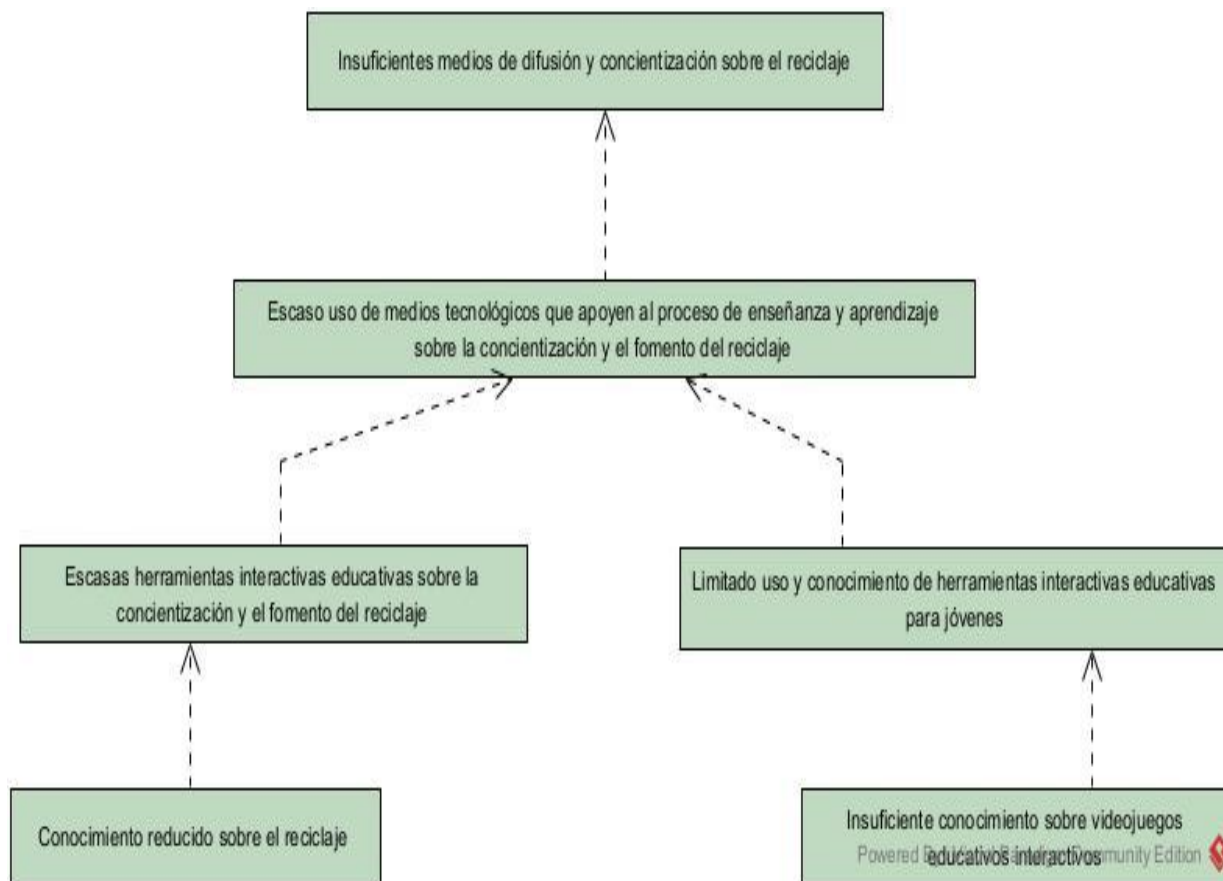 Insuficientes medios de difusión y concientización sobre el reciclaje
Escaso uso de medios tecnológicos que apoyen al proceso de enseñanza y aprendizaje
sobre la concientización y el fomento del reciclaje
Escasas herramientas interactivas educativas sobre la
concientización y el fomento del reciclaje
Limitado uso y conocimiento de herramientas interactivas educativas
para jóvenes
Conocimiento reducido sobre el reciclaje
Insuficiente conocimiento sobre videojuegos
educativos interactivos
Powered Community Edition